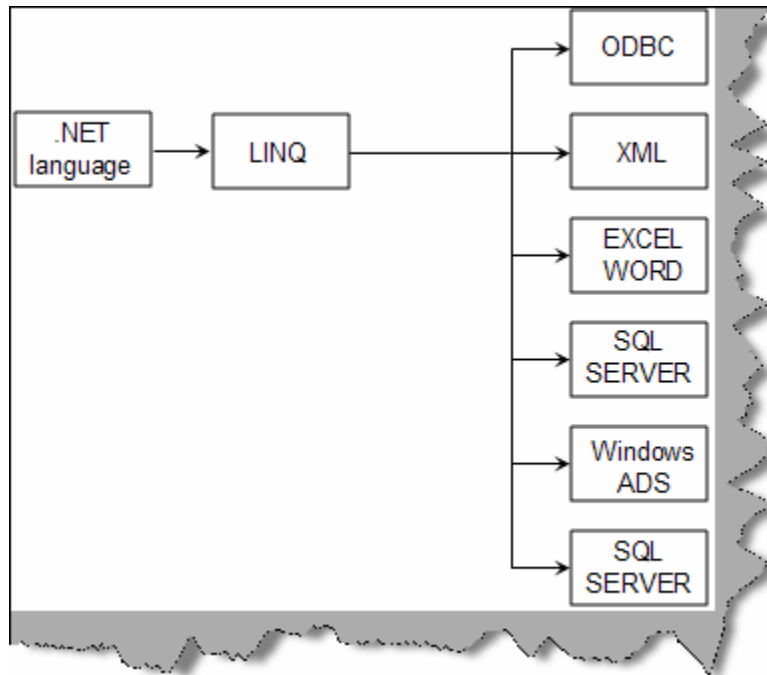 ODBC
.NET
language
LINQ
XML
EXCEL
WORD
SQL
SERVER
Windows
ADS
SQL
SERVER